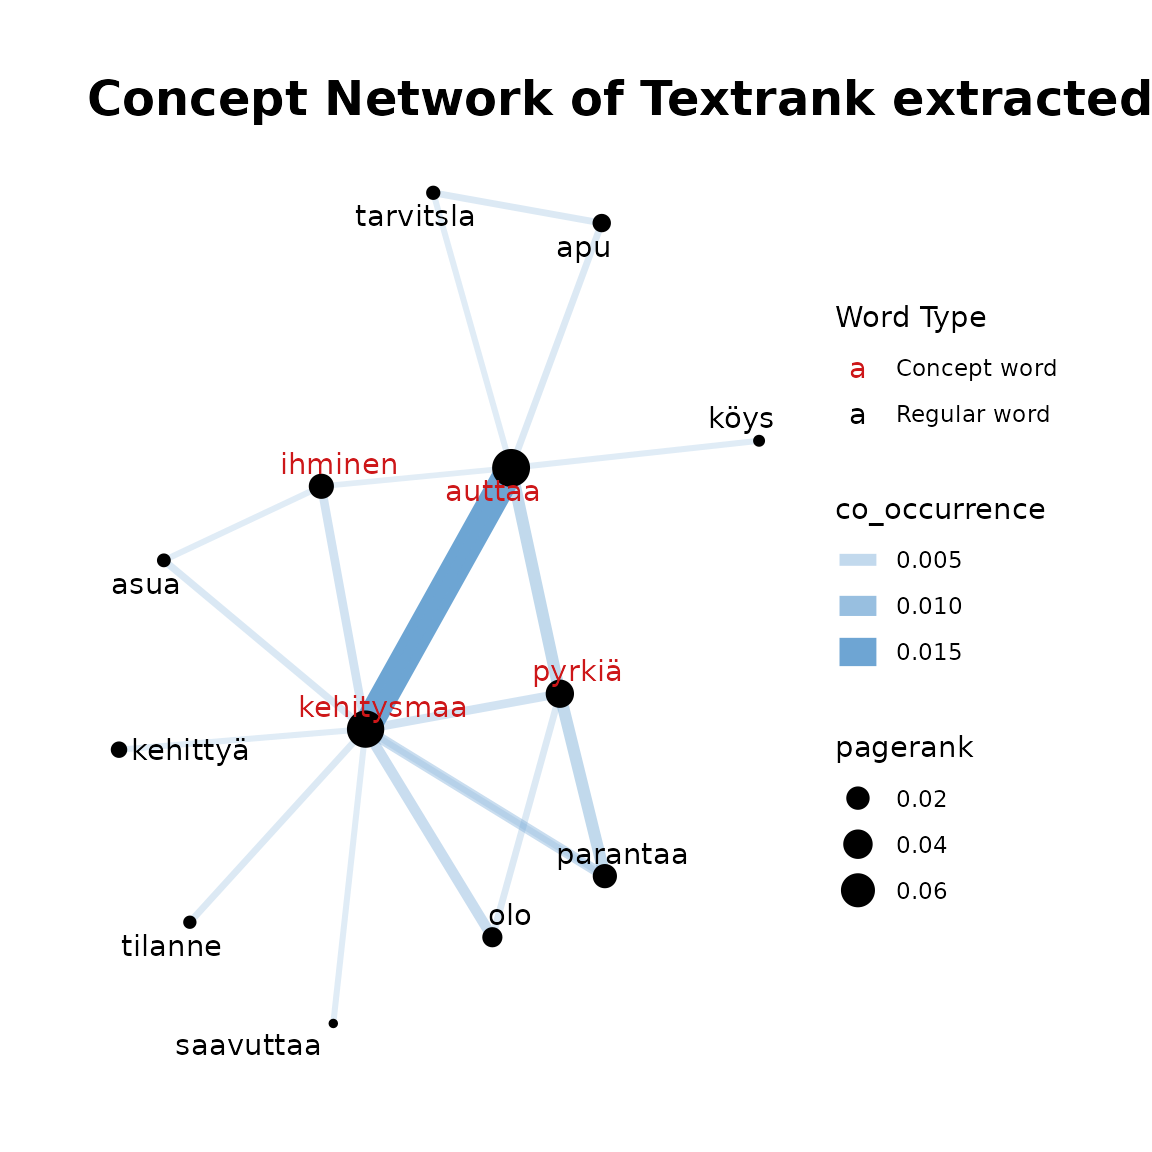 Concept Network of Textrank extracted
tarvitsla
apu
köys
ihminen
auttaa
asua
pyrkiä
kehitysmaa
kehittyä
parantaa
olo
tilanne
saavuttaa
Word Type
a Concept word
a Regular word
co_occurrence
0.005
0.010
0.015
pagerank
0.02
0.04
0.06